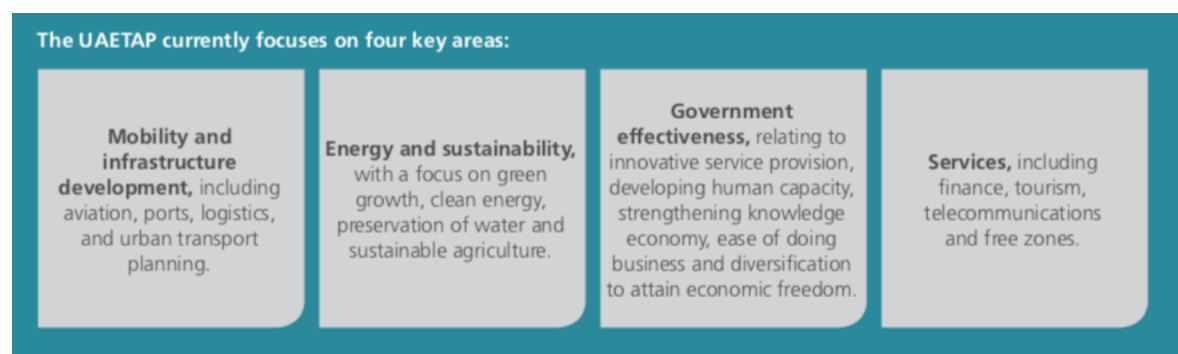 The UAETAP currently focuses on four key areas:
Mobility and
infrastructure
development, including
aviation, ports, logistics,
and urban transport
planning.
Energy and sustainability,
with a focus on green
growth, clean energy,
preservation of water and
sustainable agriculture.
Government
effectiveness, relating to
innovative service provision,
developing human capacity,
strengthening knowledge
economy, ease of doing
business and diversification
to attain economic freedom.
Services, including
finance, tourism,
telecommunications
and free zones.